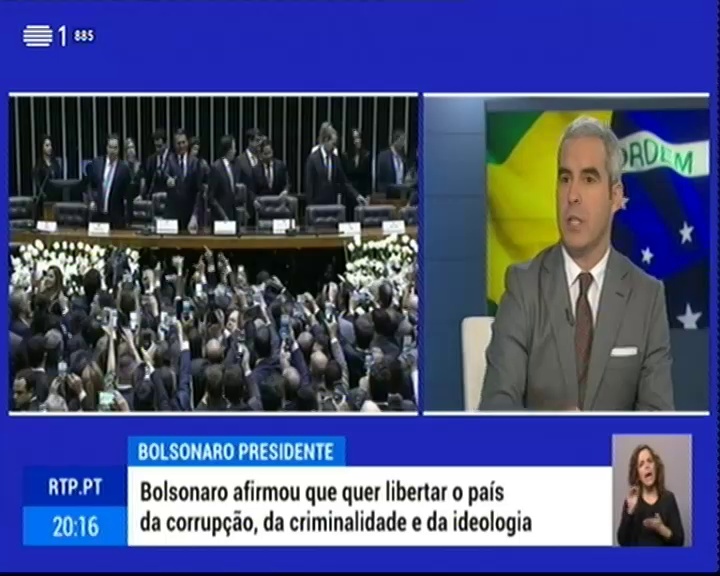 1 885
ORDEM
BOLSONARO PRESIDENTE
RTP.PT
Bolsonaro afirmou que quer libertar o país
20:16
da corrupção, da criminalidade e da ideologia